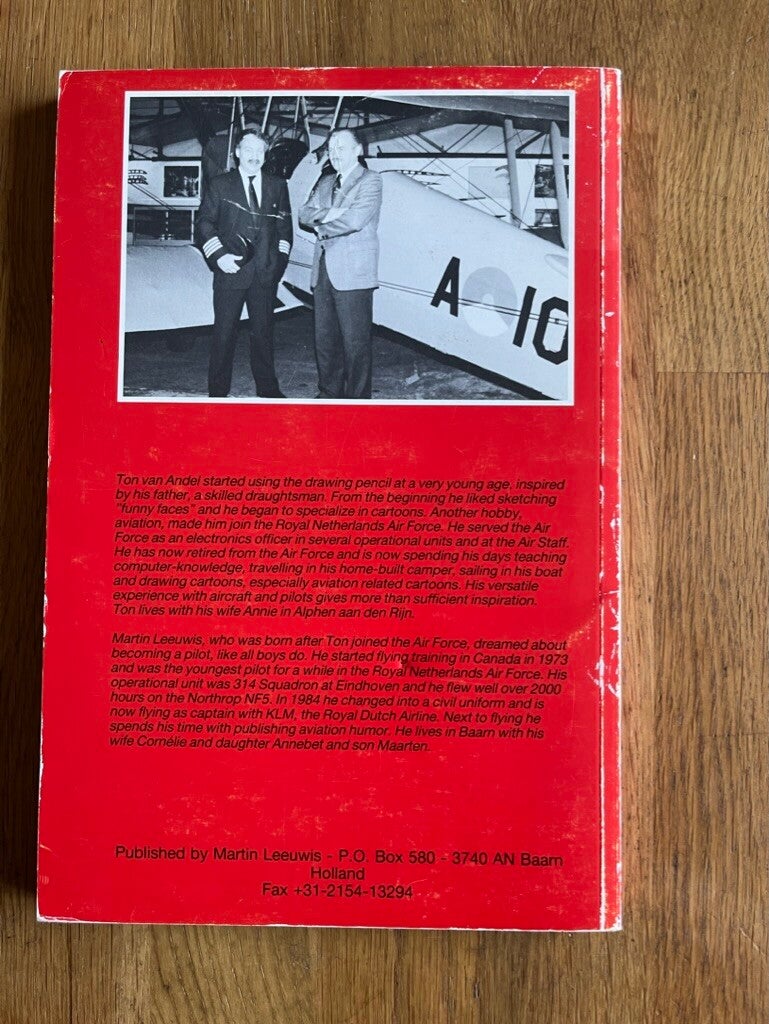 A 10
Ton van Andel started using the drawing pencil at a very young age, inspired
by his father, a skilled draughtsman. From the beginning he liked sketching
"funny faces" and he began to specialize in cartoons. Another hobby,
aviation, made him join the Royal Netherlands Air Force. He served the Air
Force as an electronics officer in several operational units and at the Air Staff.
He has now retired from the Air Force and is now spending his days teaching
computer-knowledge, travelling in his home-built camper, sailing in his boat
and drawing cartoons, especially aviation related cartoons. His versatile
experience with aircraft and pilots gives more than sufficient inspiration.
Ton lives with his wife Annie in Alphen aan den Rijn.
Martin Leeuwis, who was born after Ton joined the Air Force, dreamed about
becoming a pilot, like all boys do. He started flying training in Canada in 1973
and was the youngest pilot for a while in the Royal Netherlands Air Force. His
operational unit was 314 Squadron at Eindhoven and he flew well over 2000
hours on the Northrop NF5. In 1984 he changed into a civil uniform and is
now flying as captain with KLM, the Royal Dutch Airline. Next to flying he
spends his time with publishing aviation humor. He lives in Baarn with his
wife Cornélie and daughter Annebet and son Maarten.
Published by Martin Leeuwis - P.O. Box 580 - 3740 AN Baarn
Holland
Fax +31-2154-13294